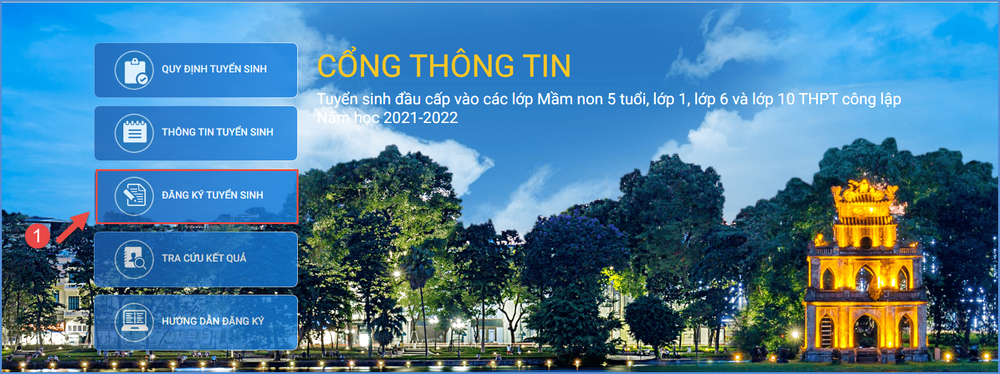 QUY ĐỊNH TUYỂN SINH
THÔNG TIN TUYỂN SINH
ĐĂNG KÝ TUYỂN SINH
1
TRA CỨU KẾT QUẢ
HƯỚNG DẪN ĐĂNG KÝ
CỔNG THÔNG TIN
Tuyển sinh đầu cấp vào các lớp Mầm non 5 tuổi, lớp 1, lớp 6 và lớp 10 THPT công lập
Năm học 2021-2022